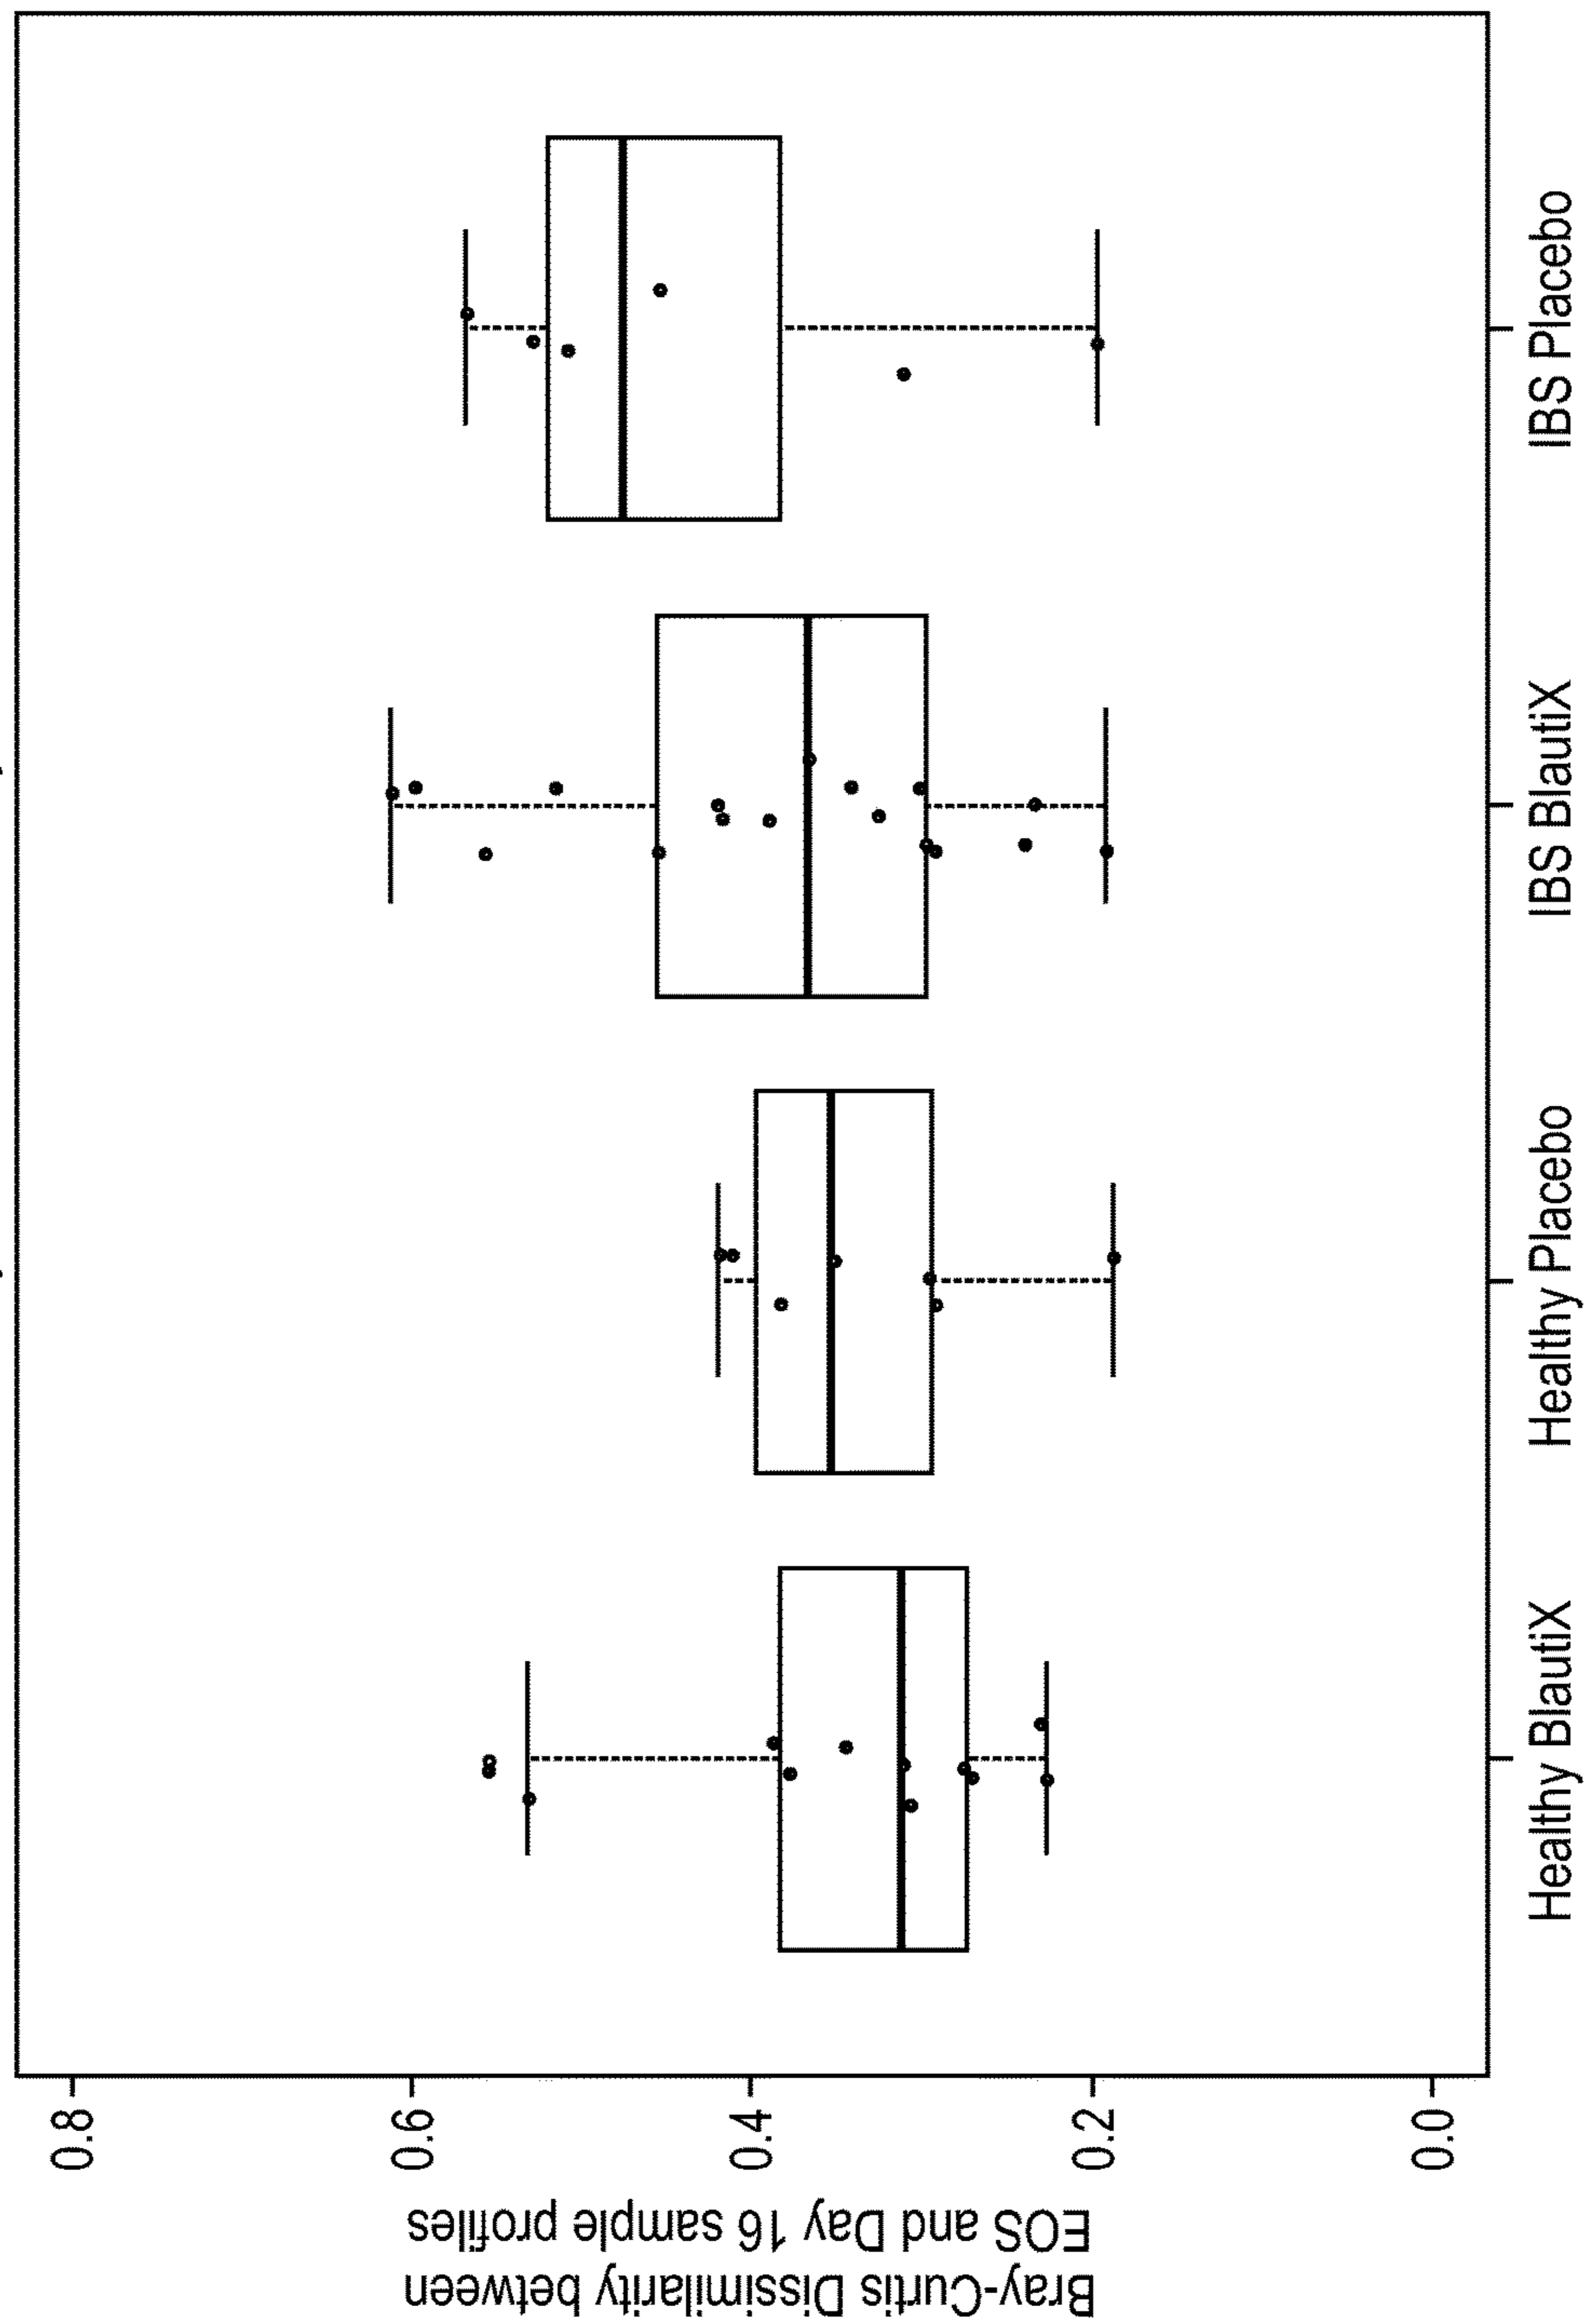 Bray-Curtis Dissimilarity between
EOS and Day 16 sample profiles
0.8
0.6
0.4
0.2
0.0
Healthy BlautiX
Healthy Placebo
IBS BlautiX
IBS Placebo